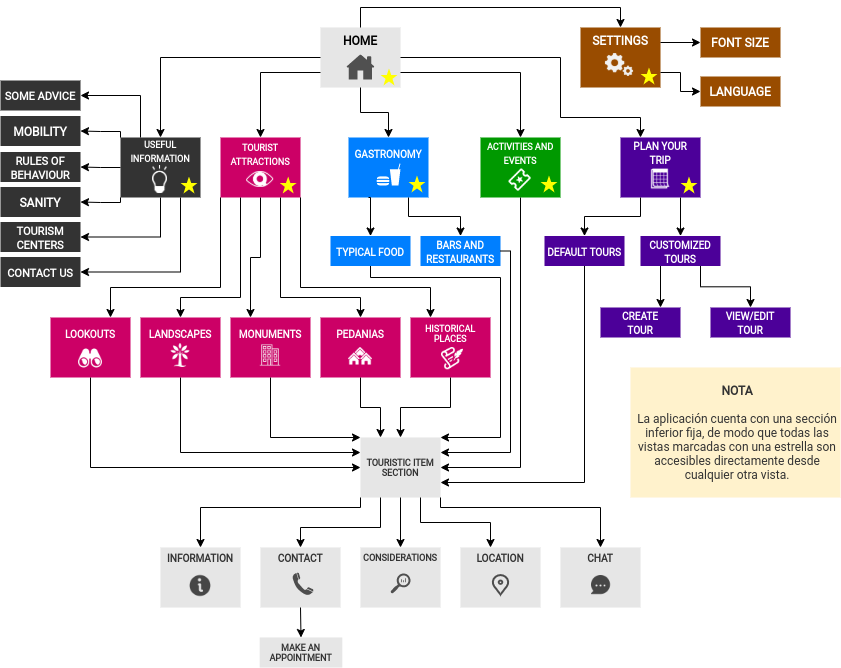 HOME
SETTINGS
FONT SIZE
LANGUAGE
SOME ADVICE
MOBILITY
RULES OF
BEHAVIOUR
SANITY
TOURISM
CENTERS
CONTACT US
USEFUL
INFORMATION
TOURIST
ATTRACTIONS
GASTRONOMY
ACTIVITIES AND
EVENTS
PLAN YOUR
TRIP
TYPICAL FOOD
BARS AND
RESTAURANTS
DEFAULT TOURS
CUSTOMIZED
TOURS
CREATE
TOUR
VIEW/EDIT
TOUR
LOOKOUTS
LANDSCAPES
MONUMENTS
PEDANIAS
HISTORICAL
PLACES
NOTA
La aplicación cuenta con una sección
inferior fija, de modo que todas las
vistas marcadas con una estrella son
accesibles directamente desde
cualquier otra vista.
TOURISTIC ITEM
SECTION
INFORMATION
CONTACT
CONSIDERATIONS
LOCATION
CHAT
MAKE AN
APPOINTMENT